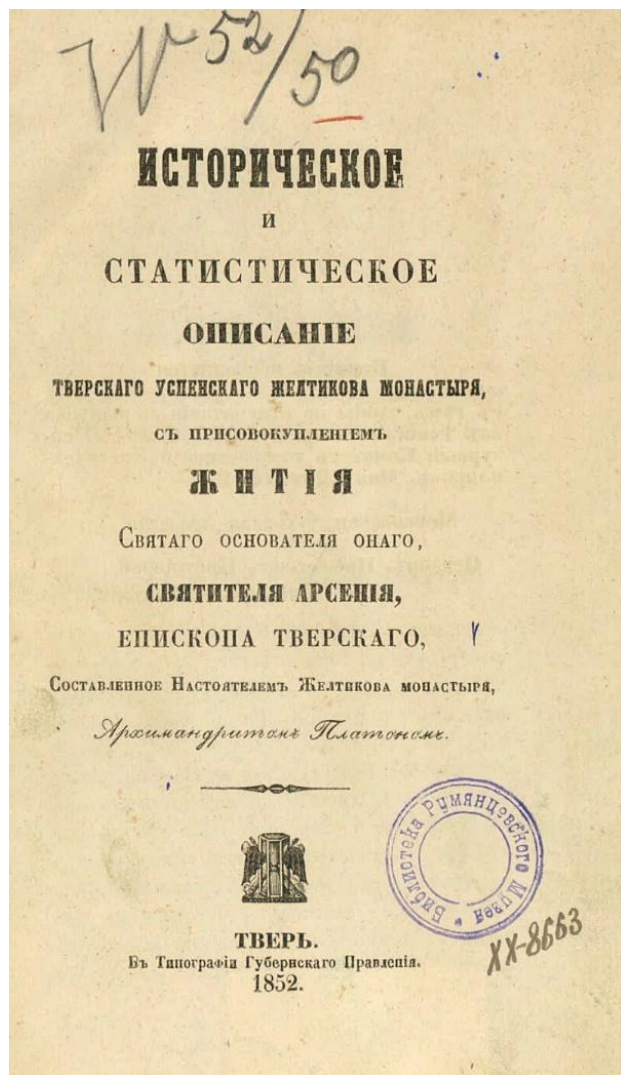 № 52/50
ИСТОРИЧЕСКОЕ
И
СТАТИСТИЧЕСКОЕ
ОПИСАНІЕ
ТВЕРСКАГО УСПЕНСКАГО ЖЕЛТИКОВА МОНАСТЫРЯ,
СЪ ПРИСОВОКУПЛЕНІЕМЪ
ЖИТІЯ
СВЯТАГО ОСНОВАТЕЛЯ ОНАГО,
СВЯТИТЕЛЯ АРСЕНІЯ,
ЕПИСКОПА ТВЕРСКАГО,
СОСТАВЛЕННОЕ НАСТОЯТЕЛЕМЪ ЖЕЛТИКОВА МОНАСТЫРЯ,
Архимандритомъ Платономъ.
Библиотека Румянцевского Музея *
ТВЕРЬ.
Въ Типографіи Губернскаго Правленія.
1852.
XX-8663